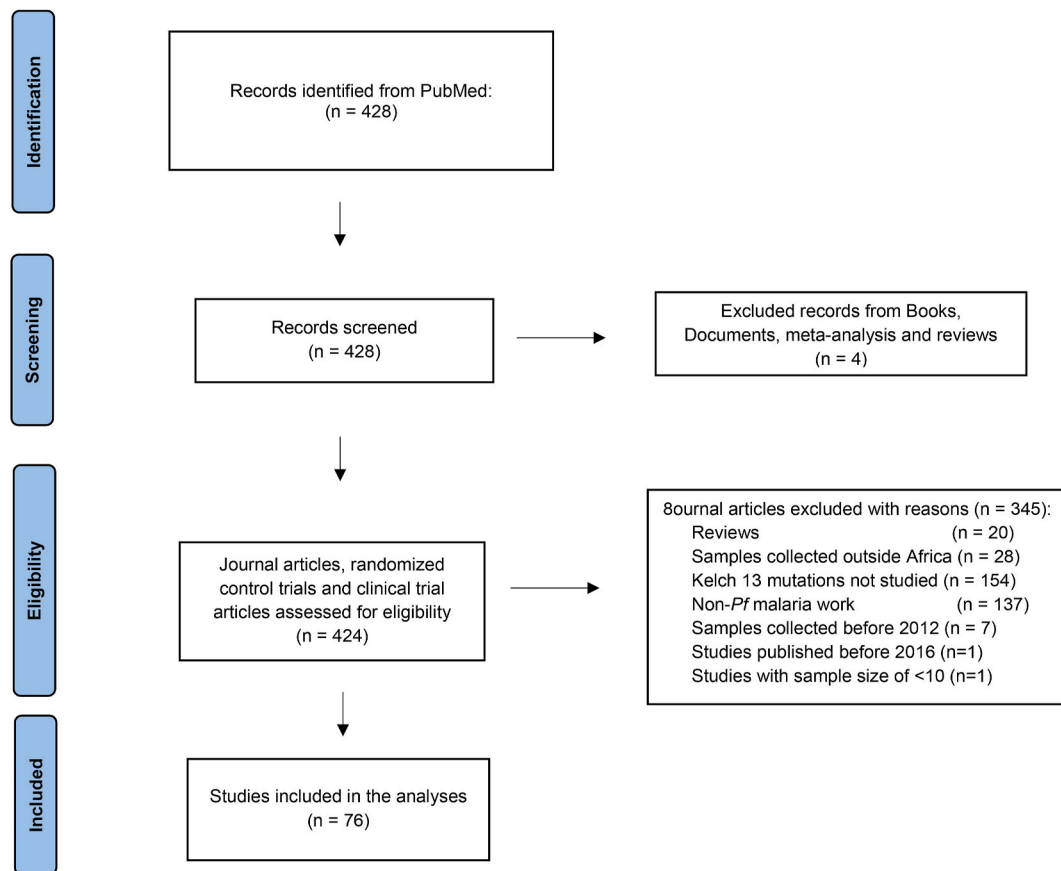 Identification
Records identified from PubMed:
(n = 428)
Screening
Records screened
(n = 428)
Excluded records from Books,
Documents, meta-analysis and reviews
(n = 4)
Eligibility
Journal articles, randomized
control trials and clinical trial
articles assessed for eligibility
(n = 424)
8ournal articles excluded with reasons (n = 345):
Reviews (n = 20)
Samples collected outside Africa (n = 28)
Kelch 13 mutations not studied (n = 154)
Non-Pf malaria work (n = 137)
Samples collected before 2012 (n = 7)
Studies published before 2016 (n=1)
Studies with sample size of <10 (n=1)
Included
Studies included in the analyses
(n = 76)